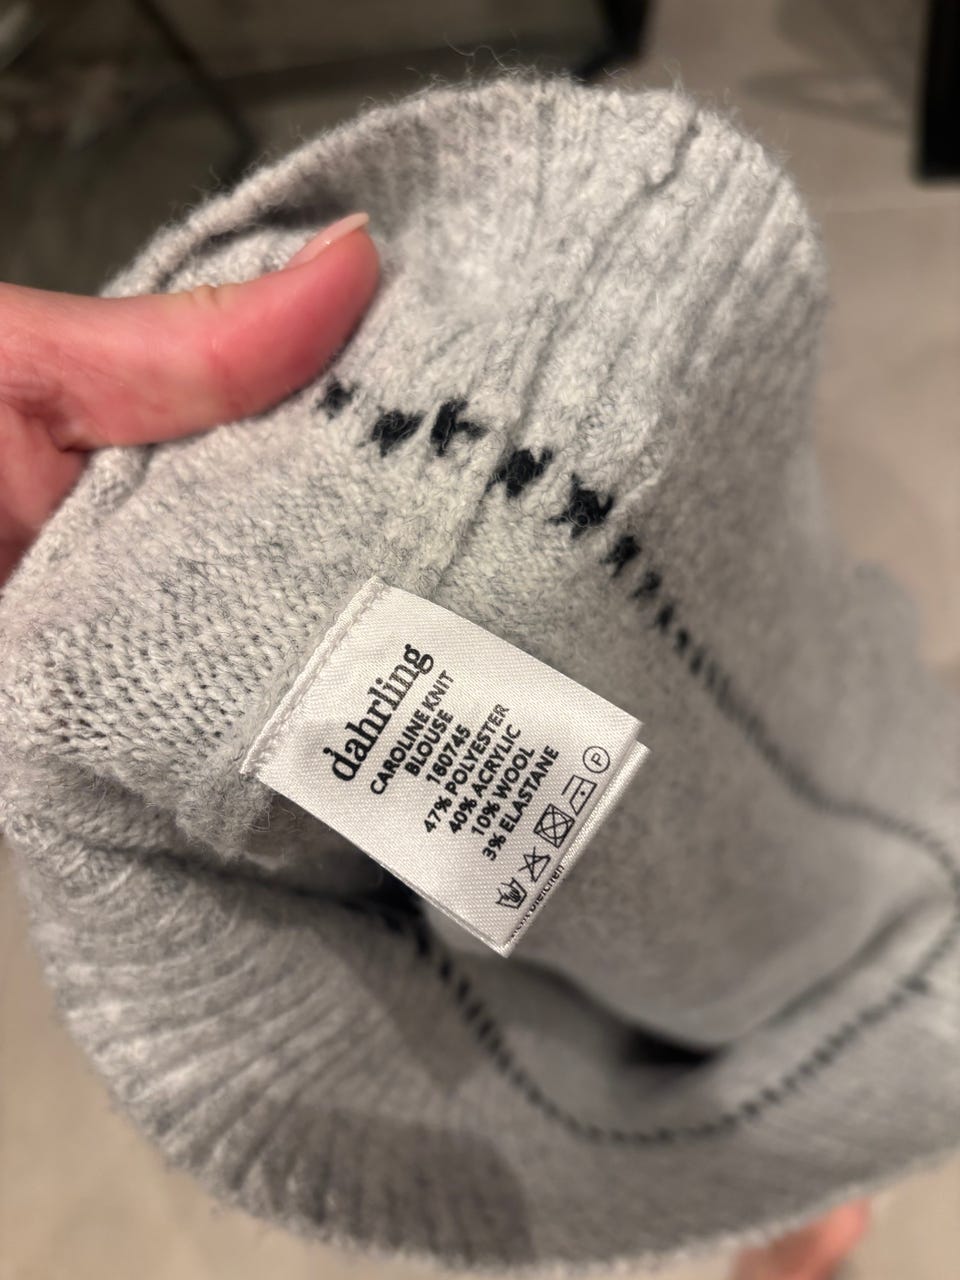 dahrling
CAROLINE KNIT
BLOUSE
180745
47% POLYESTER
40% ACRYLIC
10% WOOL
3% ELASTANE
P